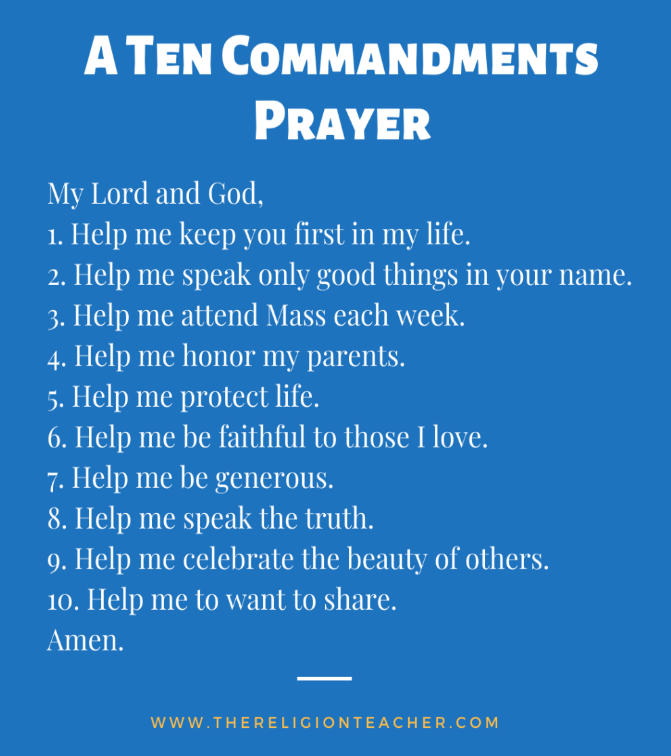 A Ten Commandments
Prayer
My Lord and God,
1. Help me keep you first in my life.
2. Help me speak only good things in your name.
3. Help me attend Mass each week.
4. Help me honor my parents.
5. Help me protect life.
6. Help me be faithful to those I love.
7. Help me be generous.
8. Help me speak the truth.
9. Help me celebrate the beauty of others.
10. Help me to want to share.
Amen.
WWW.THERELIGIONTEACHER.COM